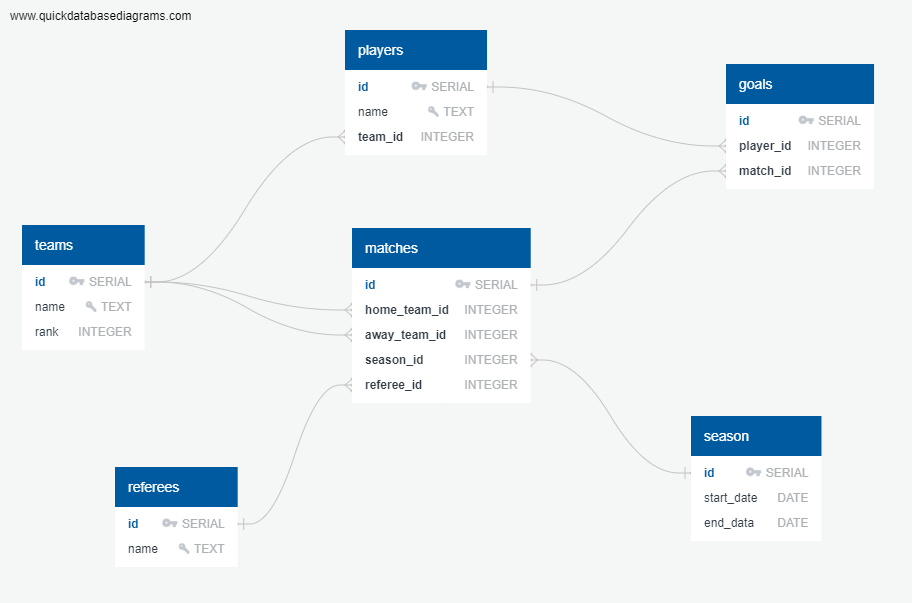 www.quickdatabasediagrams.com
players
id SERIAL
name TEXT
team_id INTEGER
goals
id SERIAL
player_id INTEGER
match_id INTEGER
teams
id SERIAL
name TEXT
rank INTEGER
matches
id SERIAL
home_team_id INTEGER
away_team_id INTEGER
season_id INTEGER
referee_id INTEGER
season
id SERIAL
start_date DATE
end_data DATE
referees
id SERIAL
name TEXT